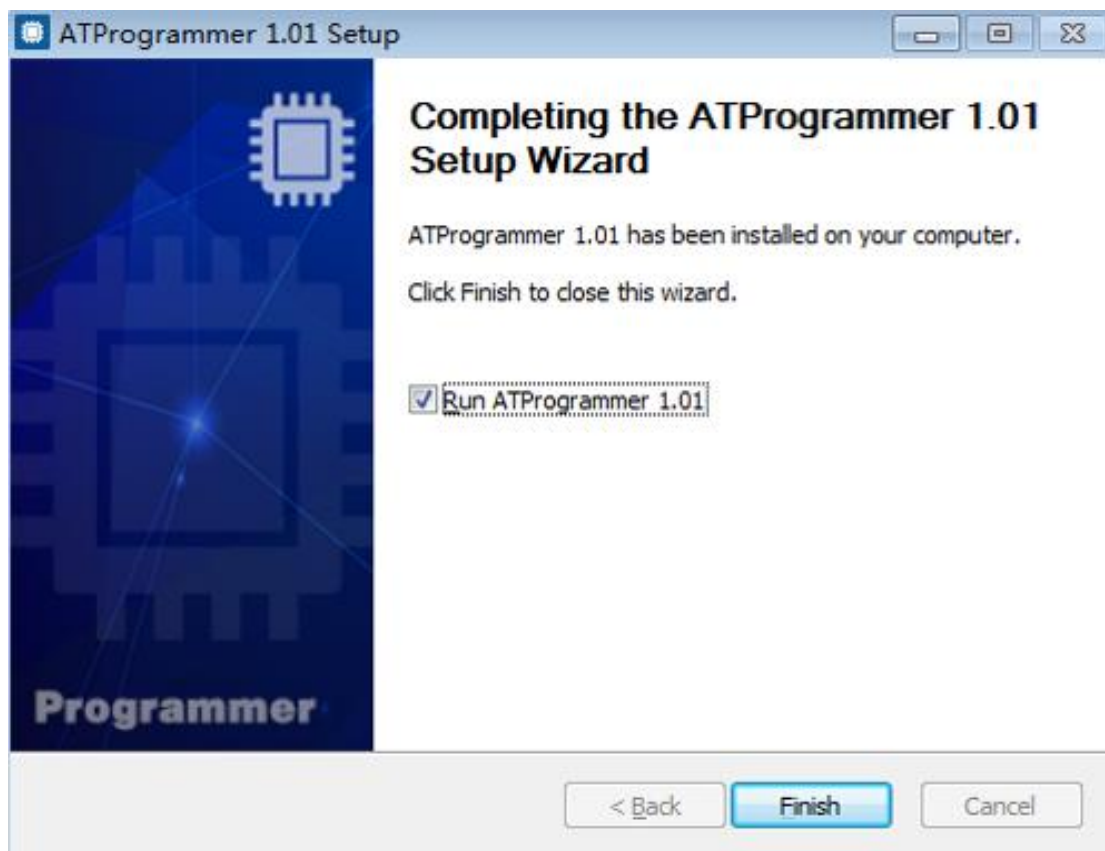 ATProgrammer 1.01 Setup
Completing the ATProgrammer 1.01
Setup Wizard
ATProgrammer 1.01 has been installed on your computer.
Click Finish to close this wizard.
Run ATProgrammer 1.01
Programmer
< Back
Finish
Cancel